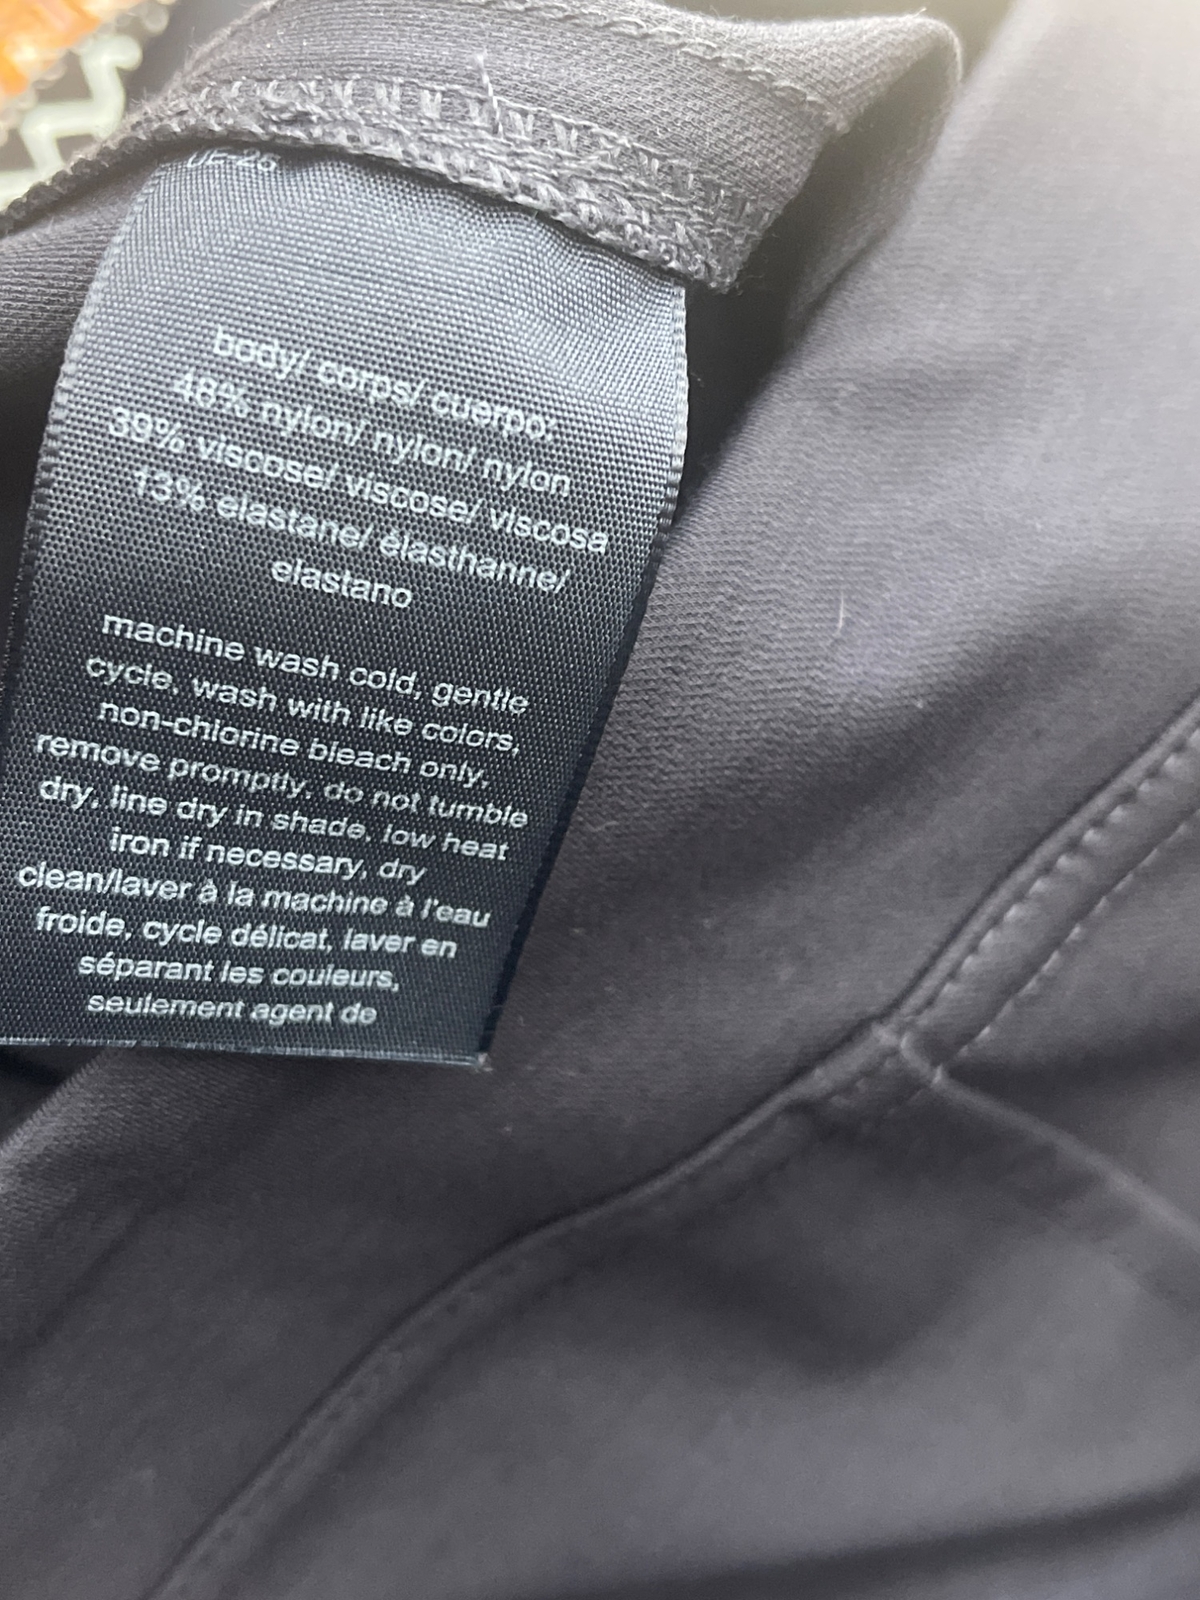 body/ corps/ cuerpo:
48% nylon/ nylon/ nylon
39% viscose/ viscose/ viscosa
13% elastane/ élasthanne/
elastano
machine wash cold, gentle
cycle, wash with like colors,
non-chlorine bleach only,
remove promptly, do not tumble
dry, line dry in shade, low heat
iron if necessary, dry
clean/laver à la machine à l'eau
froide, cycle délicat, laver en
séparant les couleurs,
seulement agent de